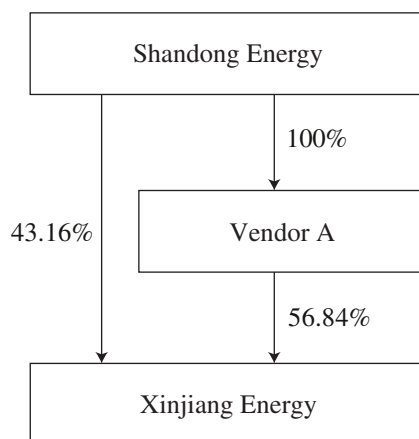 Shandong Energy
100%
43.16%
Vendor A
56.84%
Xinjiang Energy